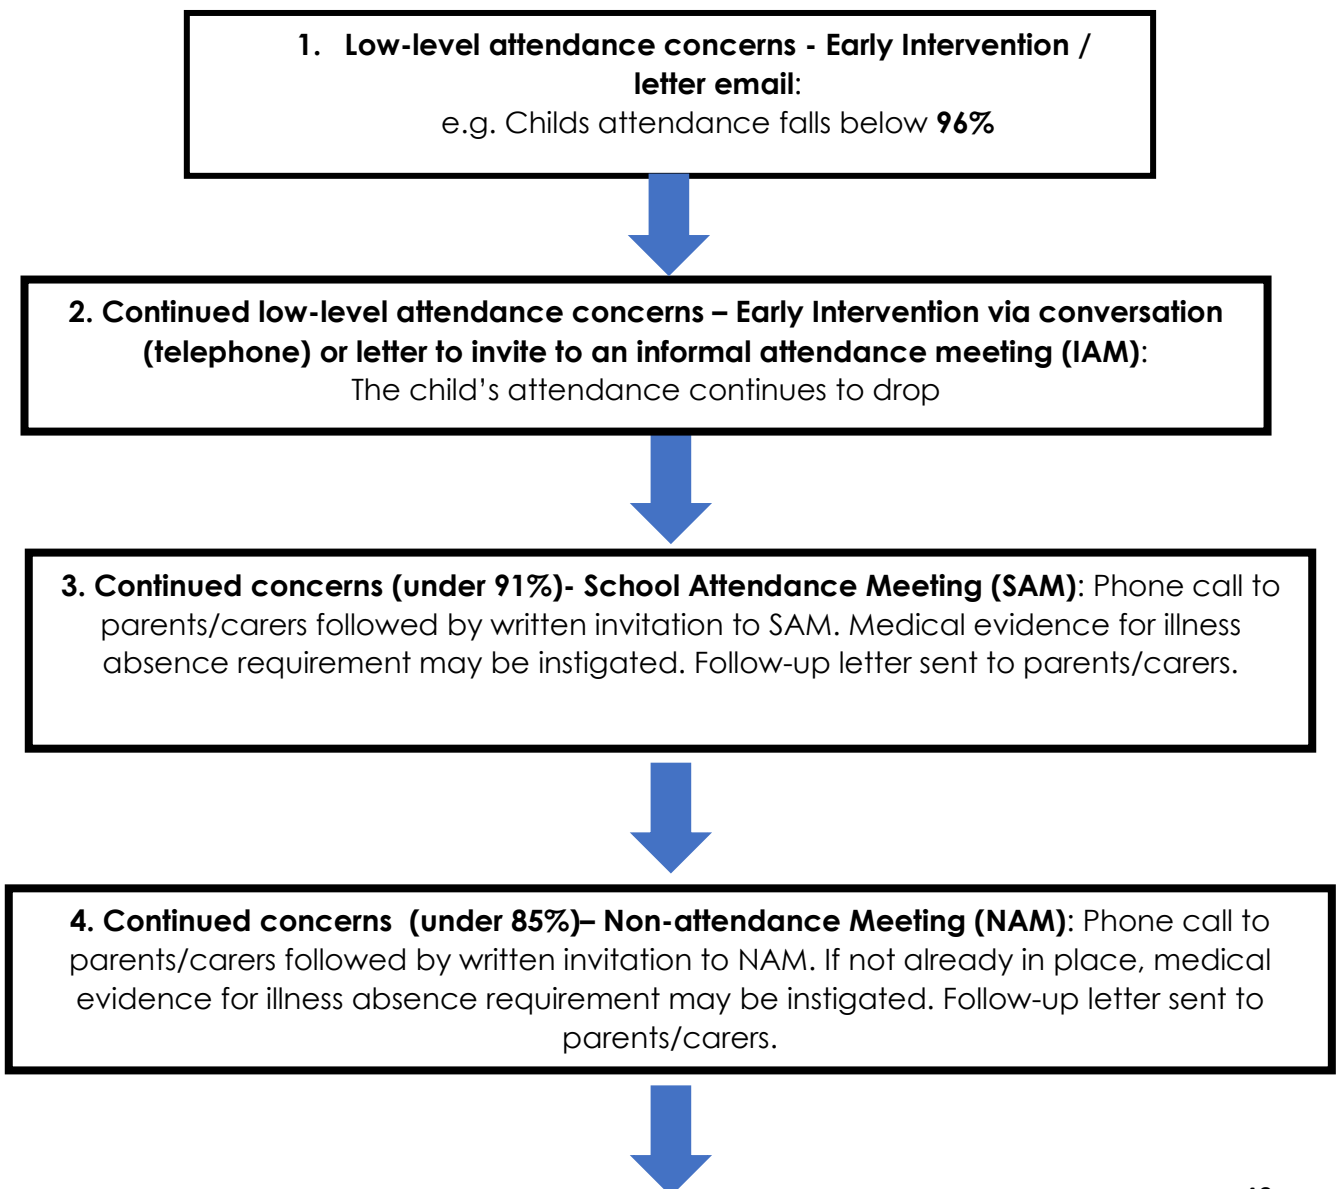 1. Low-level attendance concerns - Early Intervention /
letter email:
e.g. Childs attendance falls below 96%
2. Continued low-level attendance concerns – Early Intervention via conversation
(telephone) or letter to invite to an informal attendance meeting (IAM):
The child’s attendance continues to drop
3. Continued concerns (under 91%)- School Attendance Meeting (SAM): Phone call to
parents/carers followed by written invitation to SAM. Medical evidence for illness
absence requirement may be instigated. Follow-up letter sent to parents/carers.
4. Continued concerns  (under 85%)– Non-attendance Meeting (NAM): Phone call to
parents/carers followed by written invitation to NAM. If not already in place, medical
evidence for illness absence requirement may be instigated. Follow-up letter sent to
parents/carers.